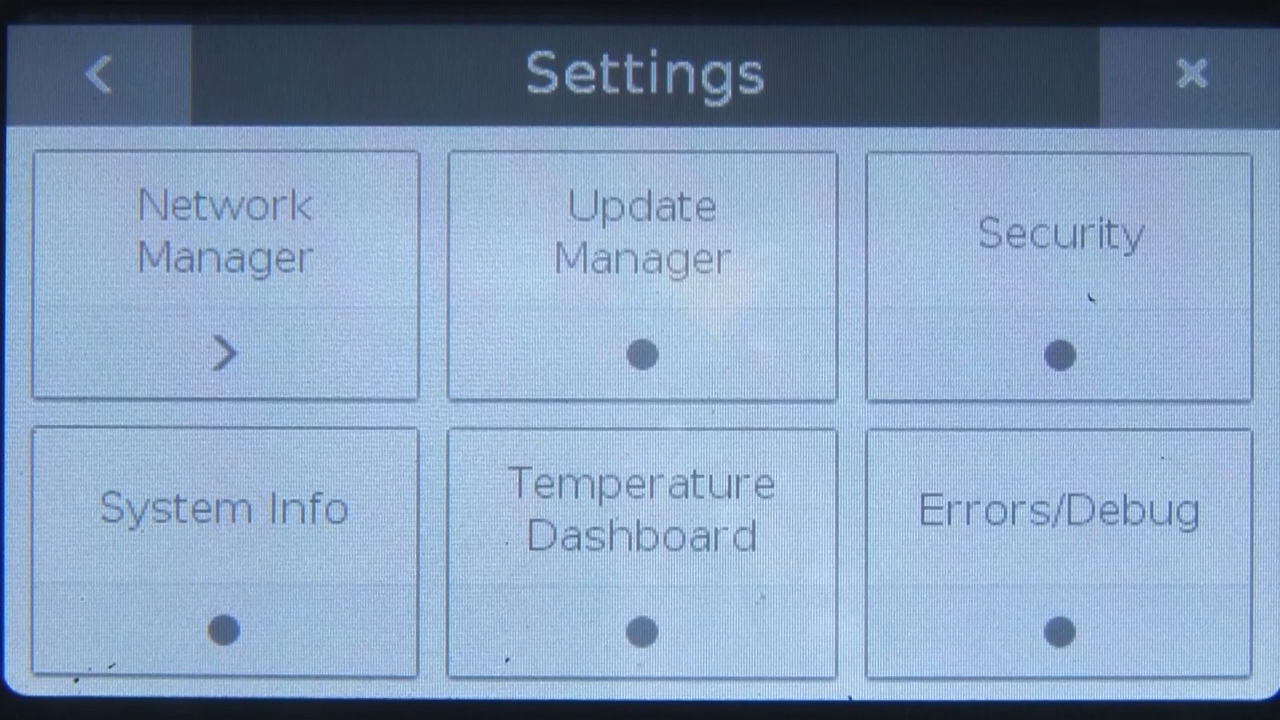 Settings
Network
Manager
Update
Manager
Security
System Info
Temperature
Dashboard
Errors/Debug